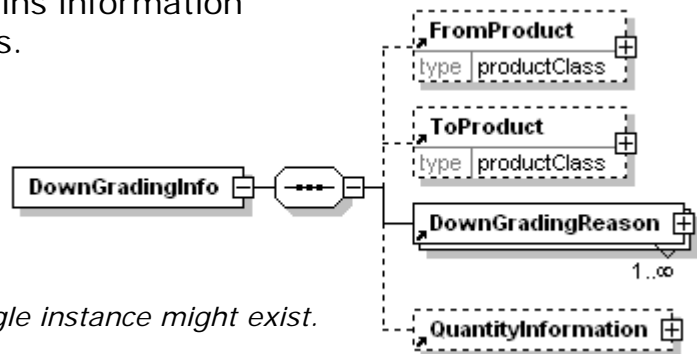 ins information
s.
FromProduct
type productClass
ToProduct
type productClass
DownGradingInfo
DownGradingReason
1..∞
gle instance might exist.
QuantityInformation